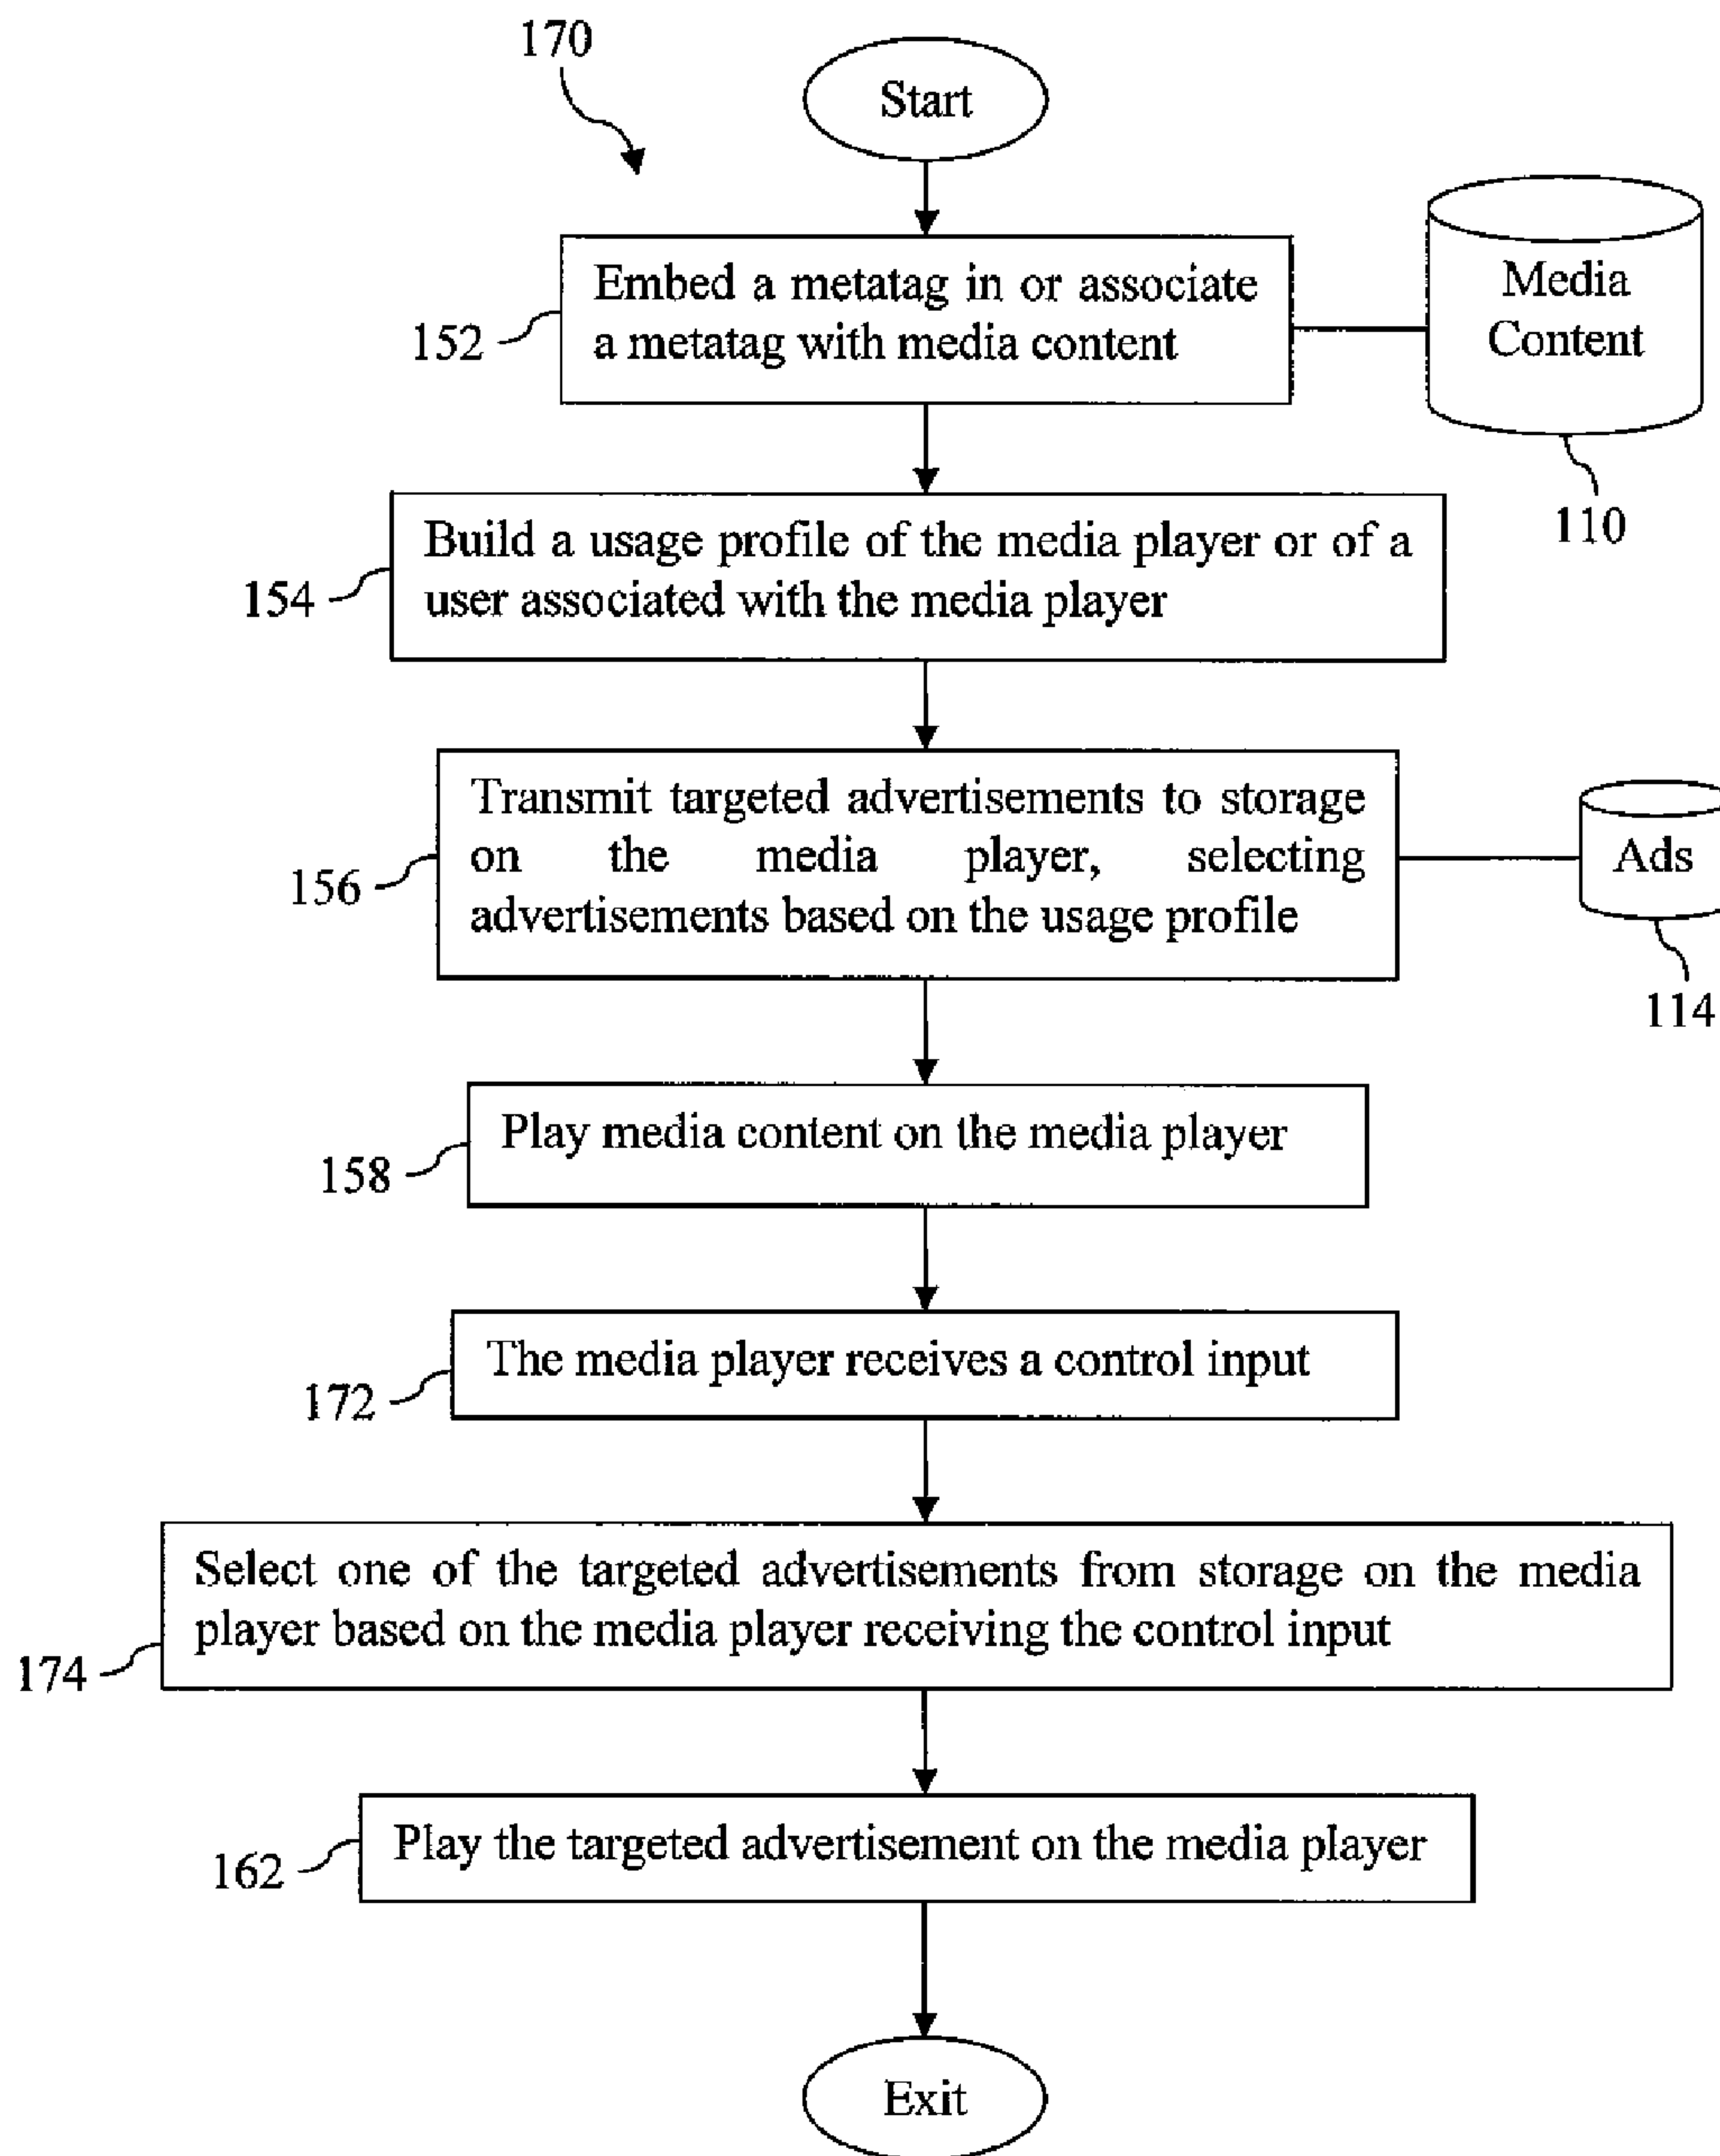 170
Start
Embed a metatag in or associate
a metatag with media content
152
Media
Content
110
Build a usage profile of the media player or of a
user associated with the media player
154
Transmit targeted advertisements to storage
on the media player, selecting
advertisements based on the usage profile
156
Ads
114
Play media content on the media player
158
The media player receives a control input
172
Select one of the targeted advertisements from storage on the media
player based on the media player receiving the control input
174
Play the targeted advertisement on the media player
162
Exit